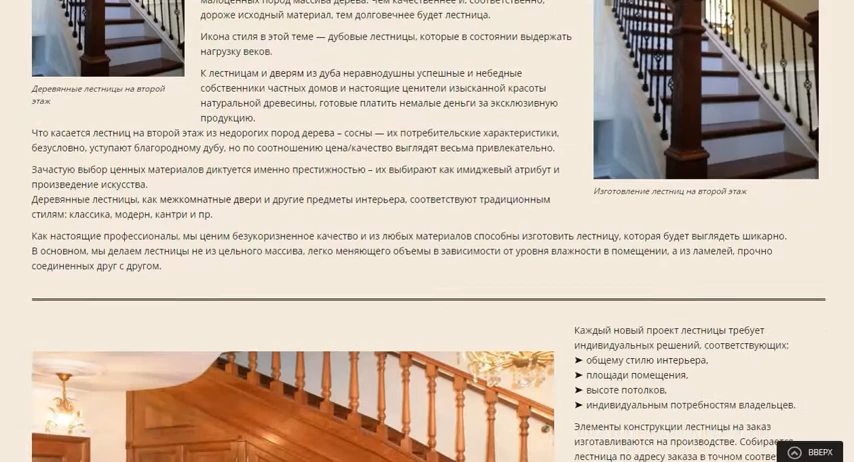 малоценных пород массива дерева. Чем качественнее и, соответственно,
дороже исходный материал, тем долговечнее будет лестница.
Икона стиля в этой теме — дубовые лестницы, которые в состоянии выдержать
нагрузку веков.
К лестницам и дверям из дуба неравнодушны успешные и небедные
собственники частных домов и настоящие ценители изысканной красоты
натуральной древесины, готовые платить немалые деньги за эксклюзивную
продукцию.
Деревянные лестницы на второй
этаж
Что касается лестниц на второй этаж из недорогих пород дерева – сосны — их потребительские характеристики,
безусловно, уступают благородному дубу, но по соотношению цена/качество выглядят весьма привлекательно.
Зачастую выбор ценных материалов диктуется именно престижностью – их выбирают как имиджевый атрибут и
произведение искусства.
Деревянные лестницы, как межкомнатные двери и другие предметы интерьера, соответствуют традиционным
стилям: классика, модерн, кантри и пр.
Изготовление лестниц на второй этаж
Как настоящие профессионалы, мы ценим безукоризненное качество и из любых материалов способны изготовить лестницу, которая будет выглядеть шикарно.
В основном, мы делаем лестницы не из цельного массива, легко меняющего объемы в зависимости от уровня влажности в помещении, а из ламелей, прочно
соединенных друг с другом.
Каждый новый проект лестницы требует
индивидуальных решений, соответствующих:
➤ общему стилю интерьера,
➤ площади помещения,
➤ высоте потолков,
➤ индивидуальным потребностям владельцев.
Элементы конструкции лестницы на заказ
изготавливаются на производстве. Собирается
лестница по адресу заказа в точном
ВВЕРХ